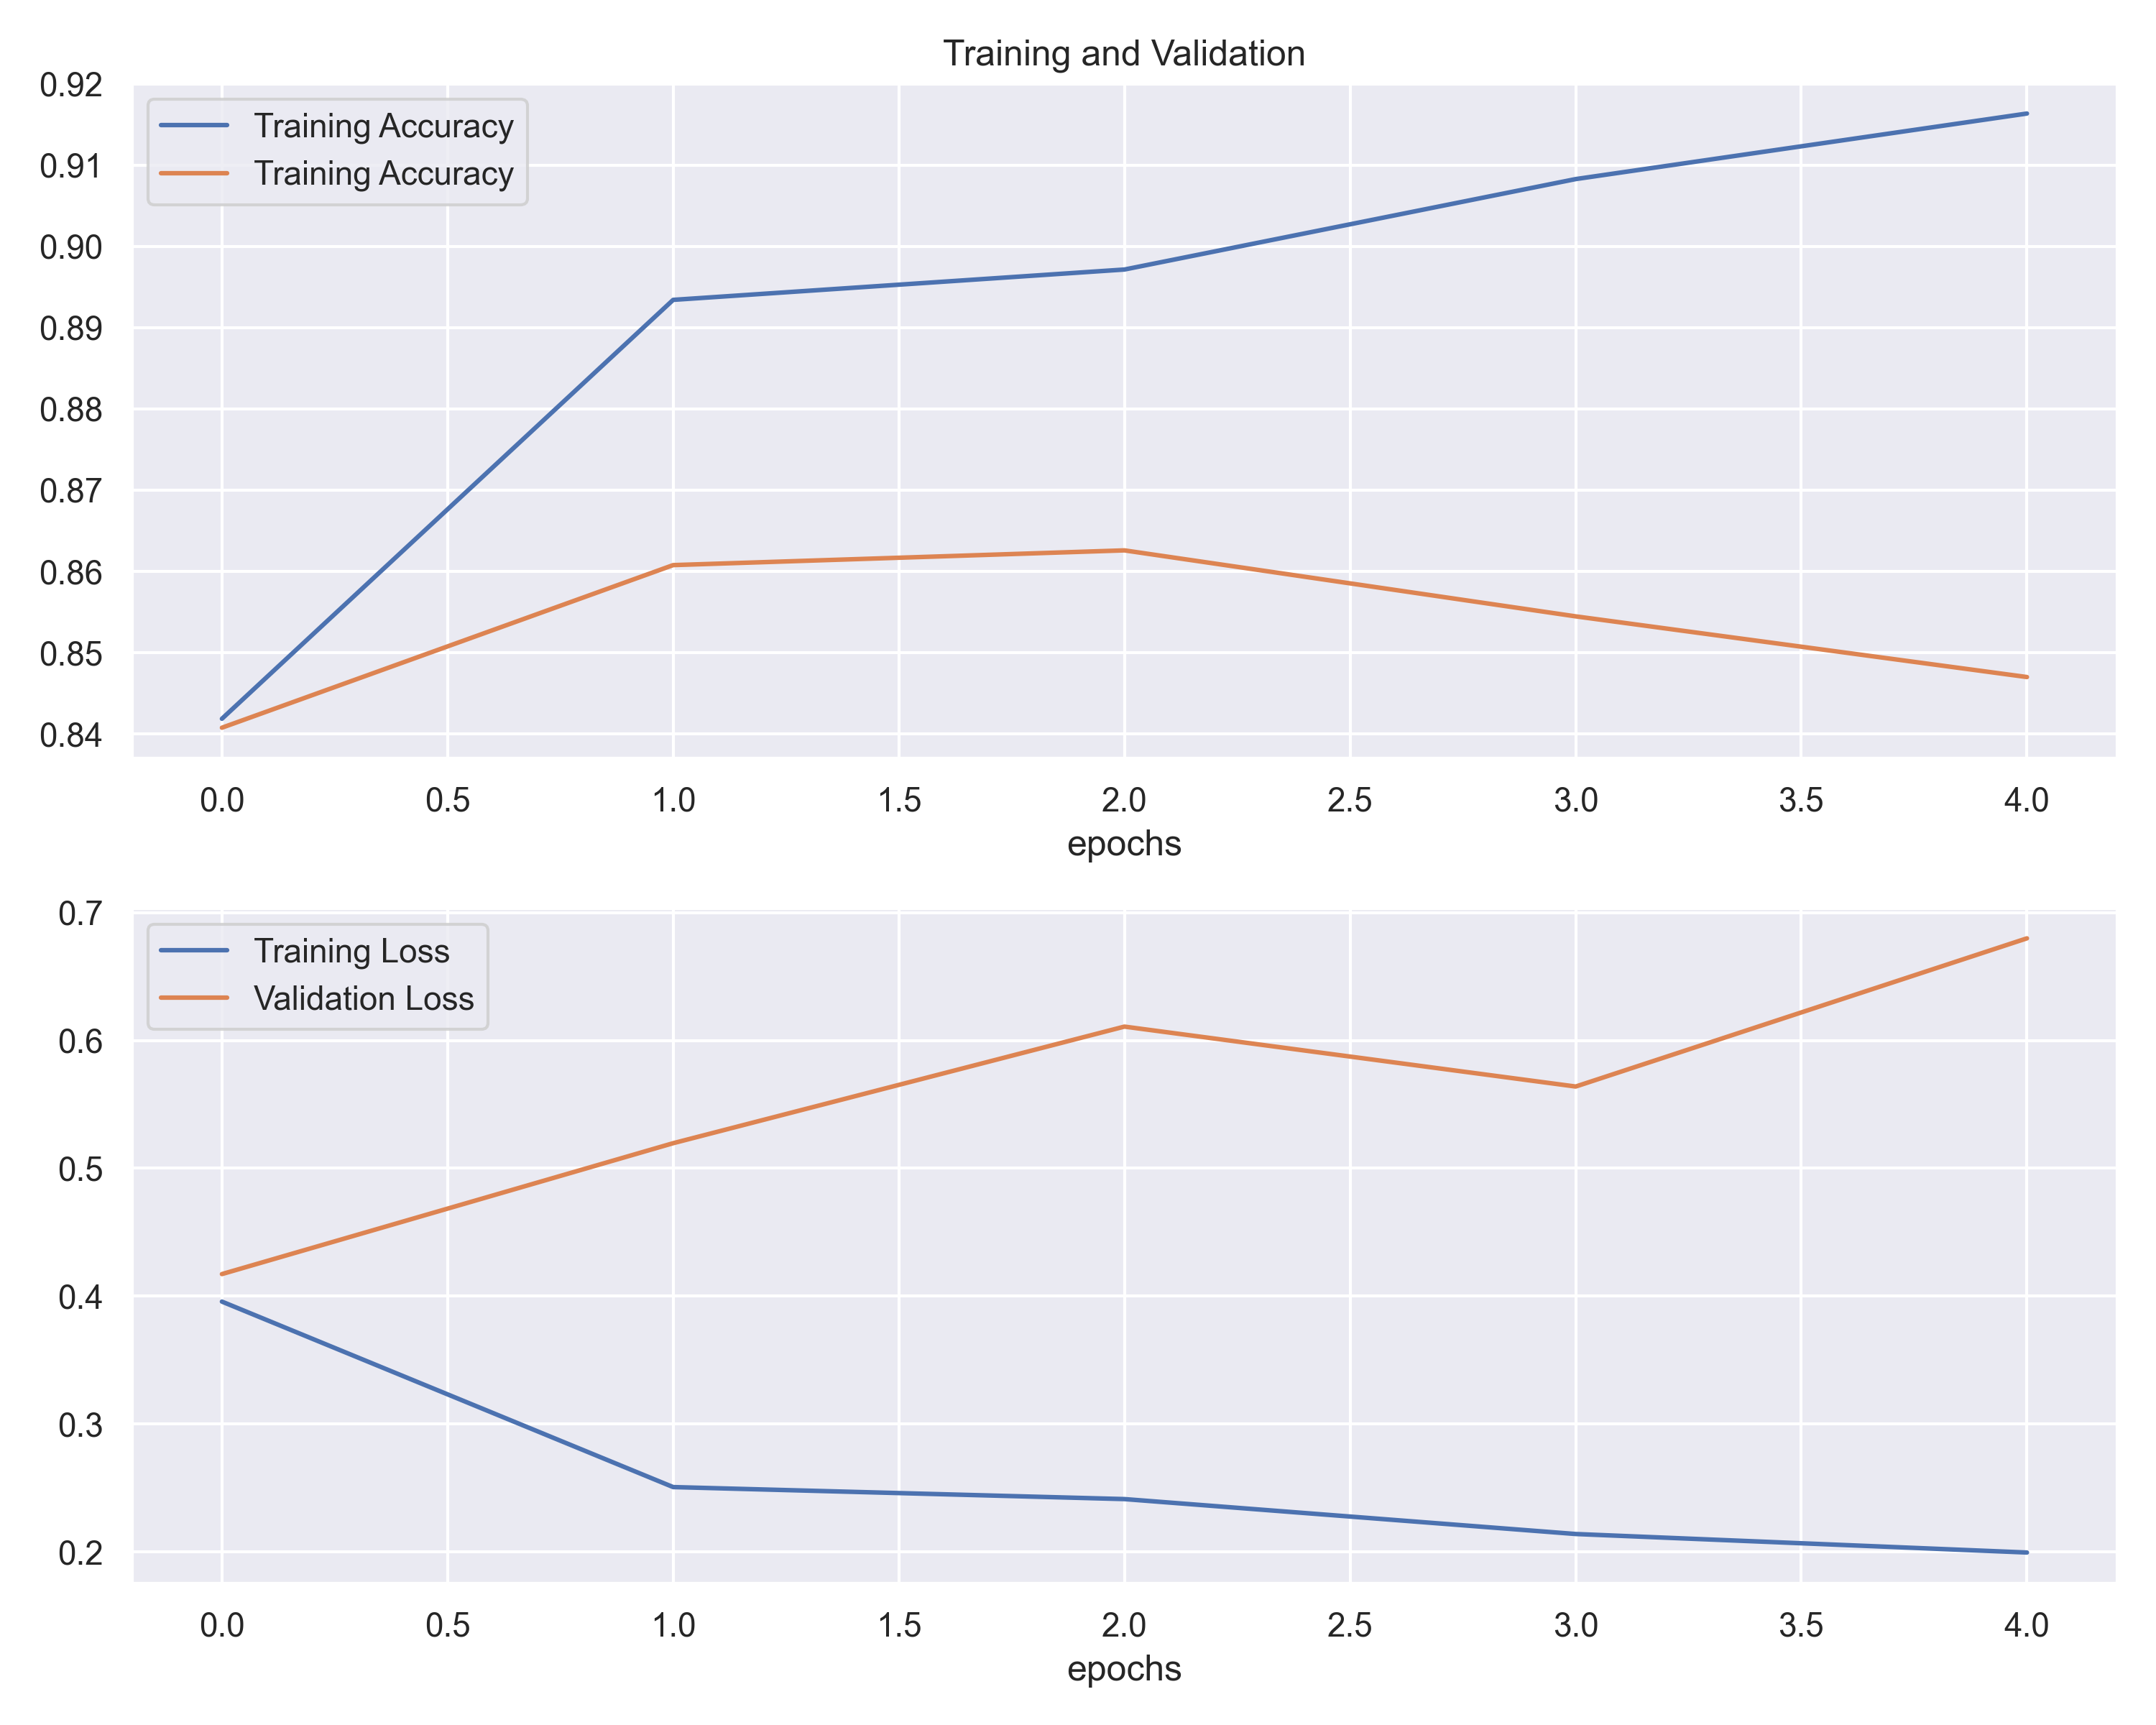 Training and Validation
0.92
Training Accuracy
Training Accuracy
0.91
0.90
0.89
0.88
0.87
0.86
0.85
0.84
0.0 0.5 1.0 1.5 2.0 2.5 3.0 3.5 4.0
epochs
0.7
Training Loss
Validation Loss
0.6
0.5
0.4
0.3
0.2
0.0 0.5 1.0 1.5 2.0 2.5 3.0 3.5 4.0
epochs